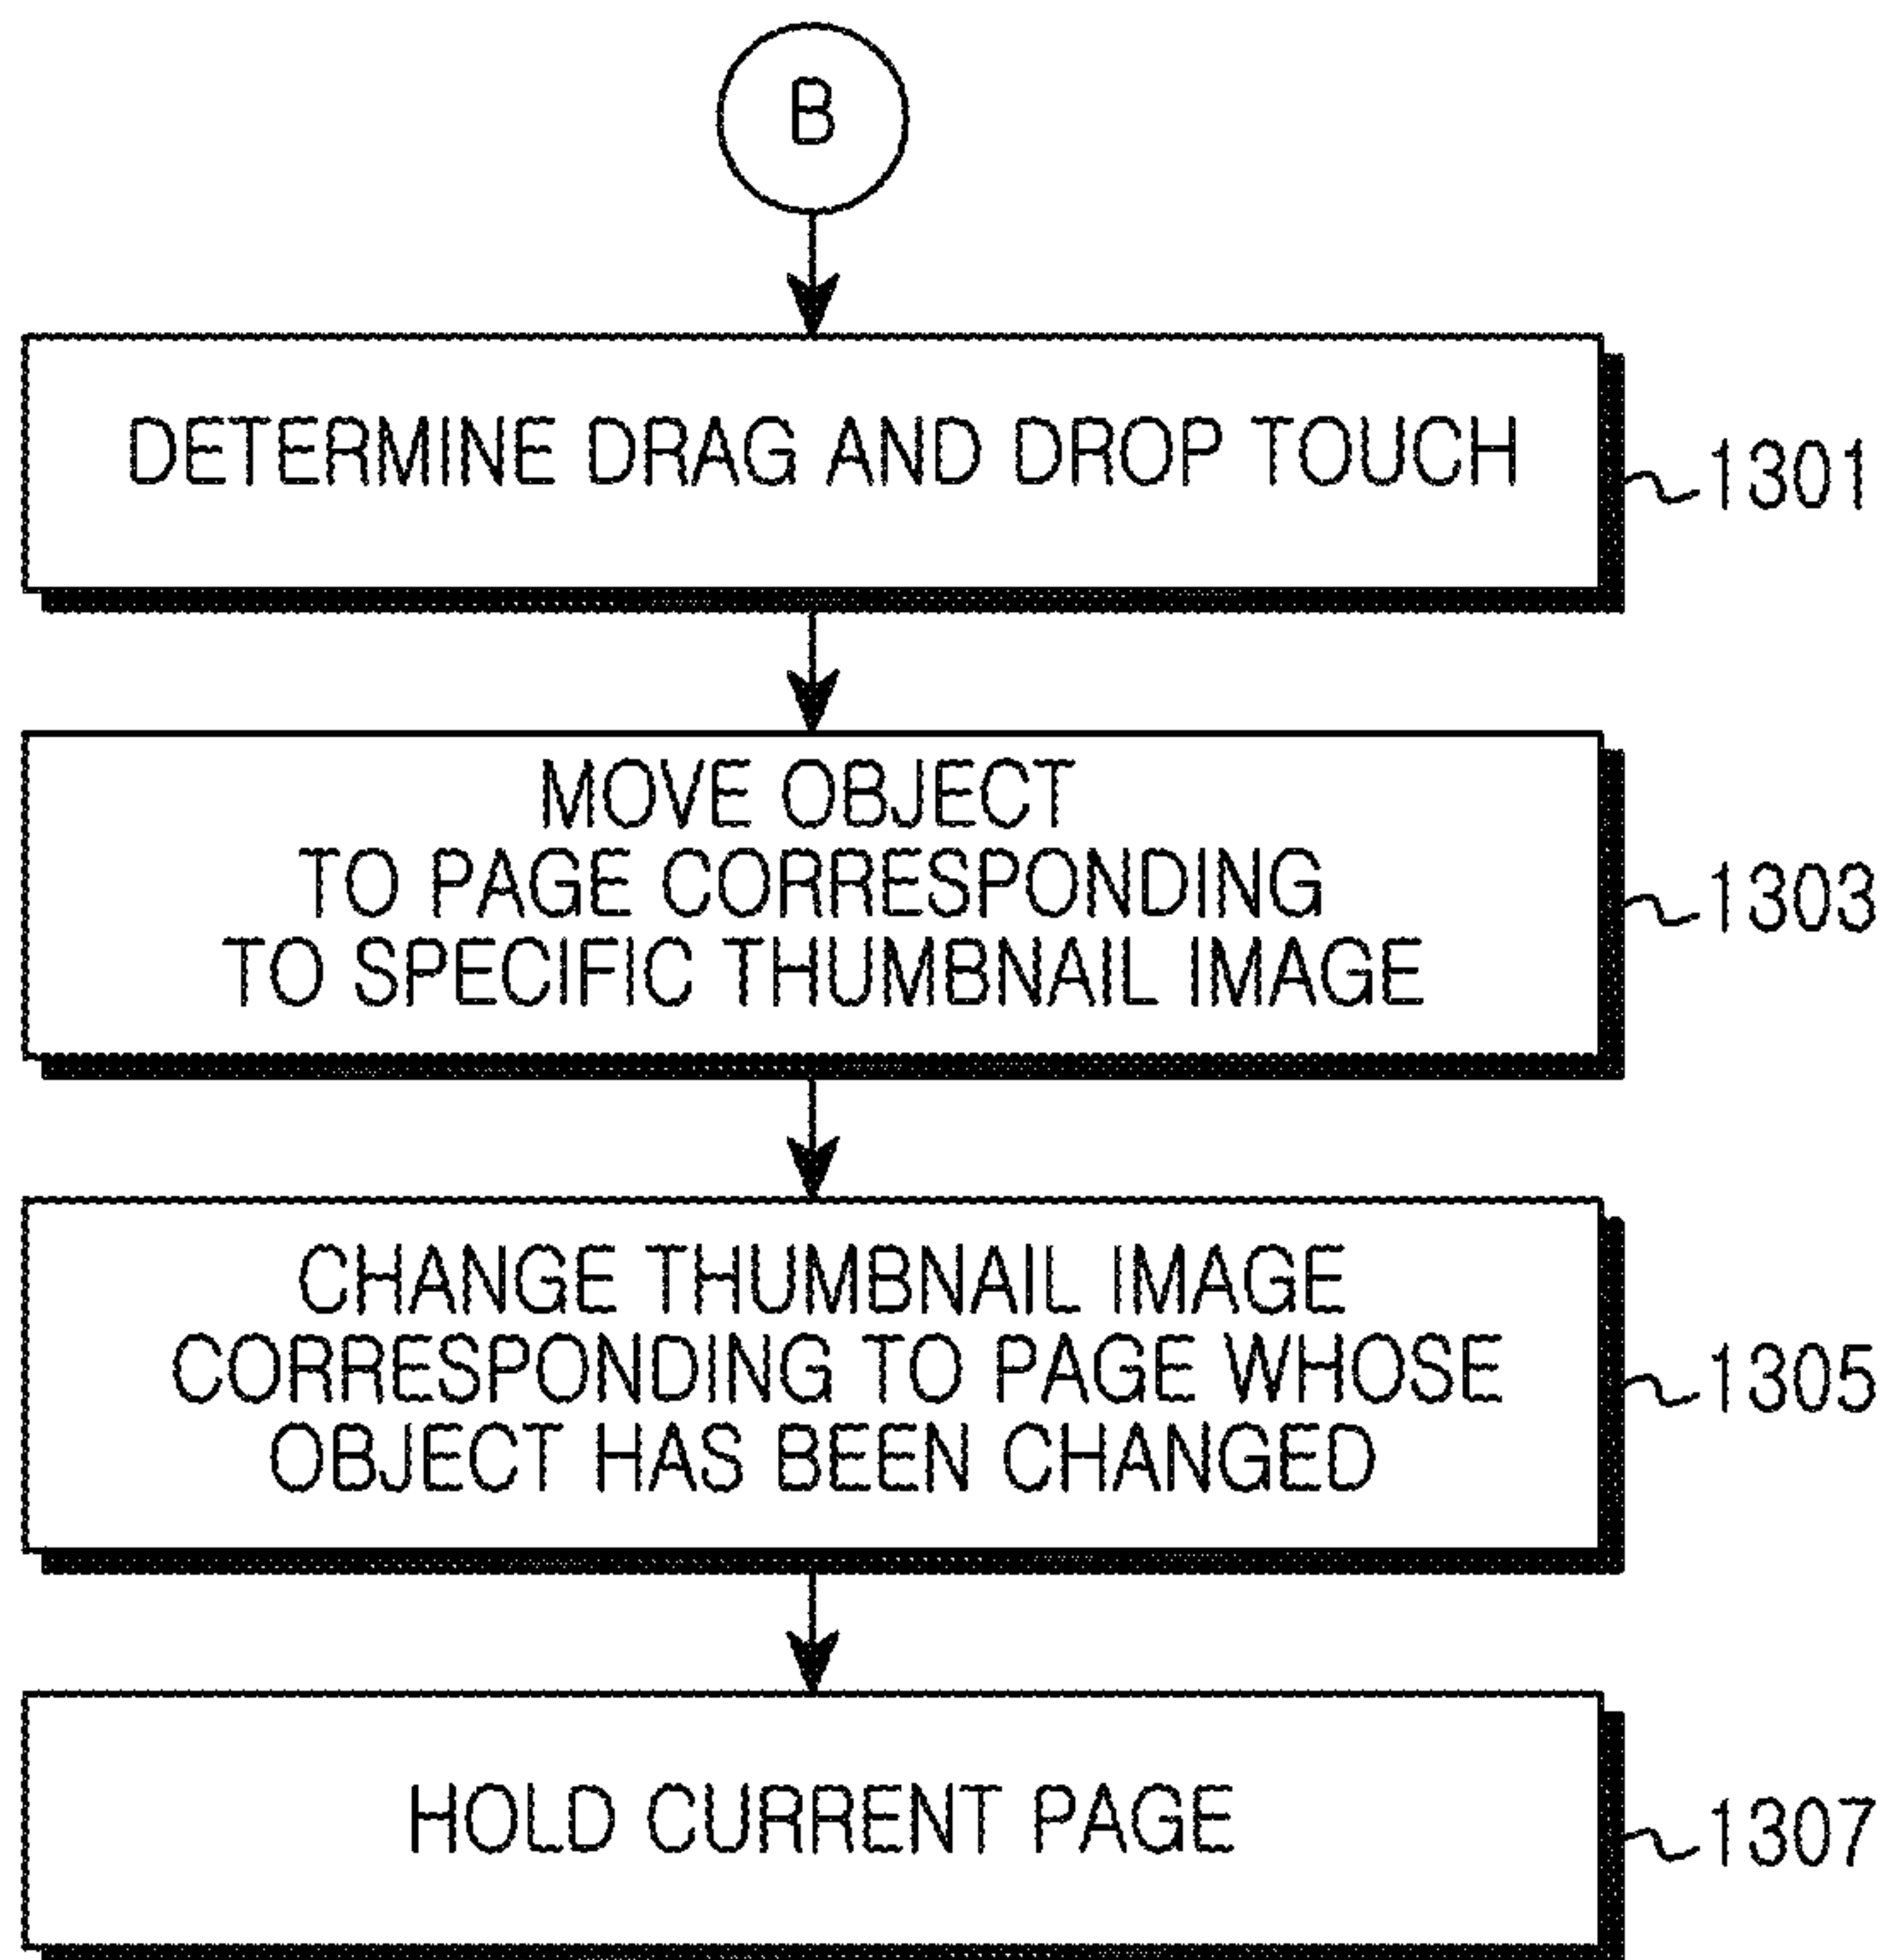 B
DETERMINE DRAG AND DROP TOUCH
1301
MOVE OBJECT
TO PAGE CORRESPONDING
TO SPECIFIC THUMBNAIL IMAGE
1303
CHANGE THUMBNAIL IMAGE
CORRESPONDING TO PAGE WHOSE
OBJECT HAS BEEN CHANGED
1305
HOLD CURRENT PAGE
1307